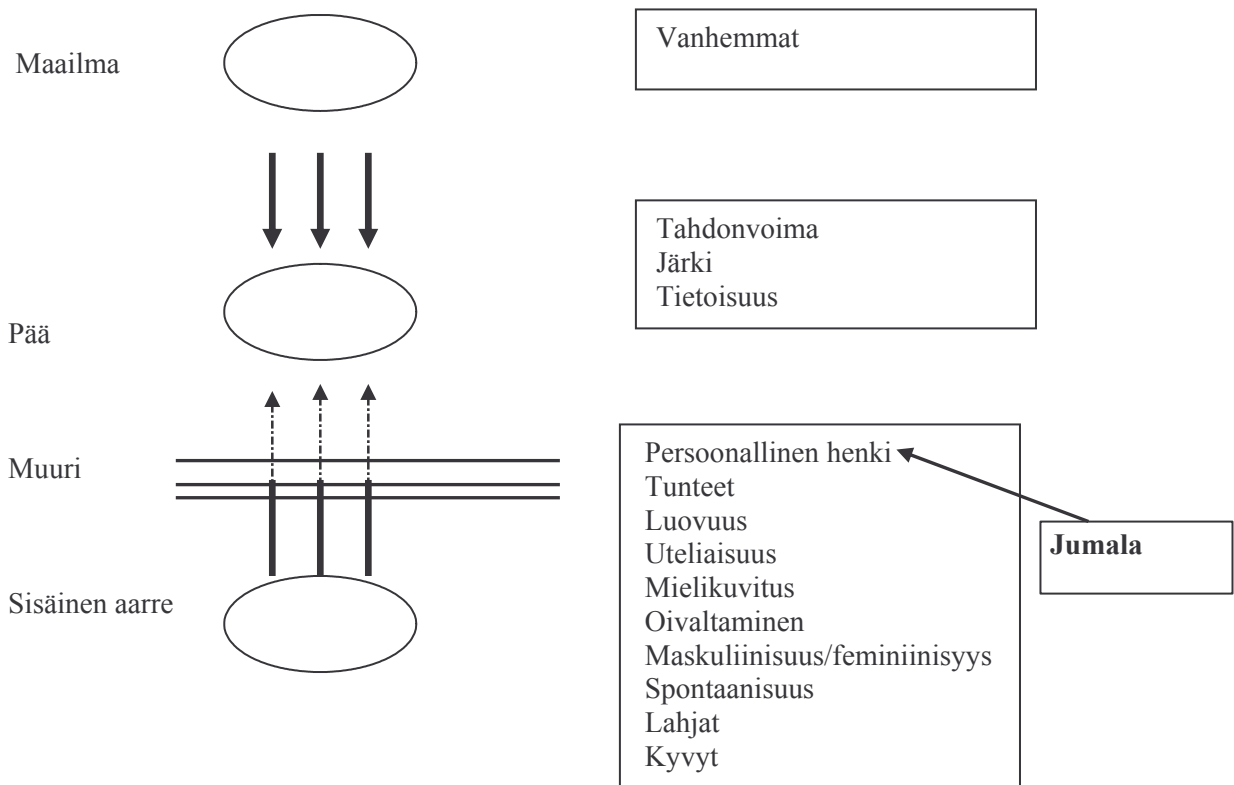 Maailma
Vanhemmat
Pää
Tahdonvoima
Järki
Tietoisuus
Muuri
Sisäinen aarre
Persoonallinen henki
Tunteet
Luovuus
Uteliaisuus
Mielikuvitus
Oivaltaminen
Maskuliinisuus/feminiinisyys
Spontaanisuus
Lahjat
Kyvyt
Jumala